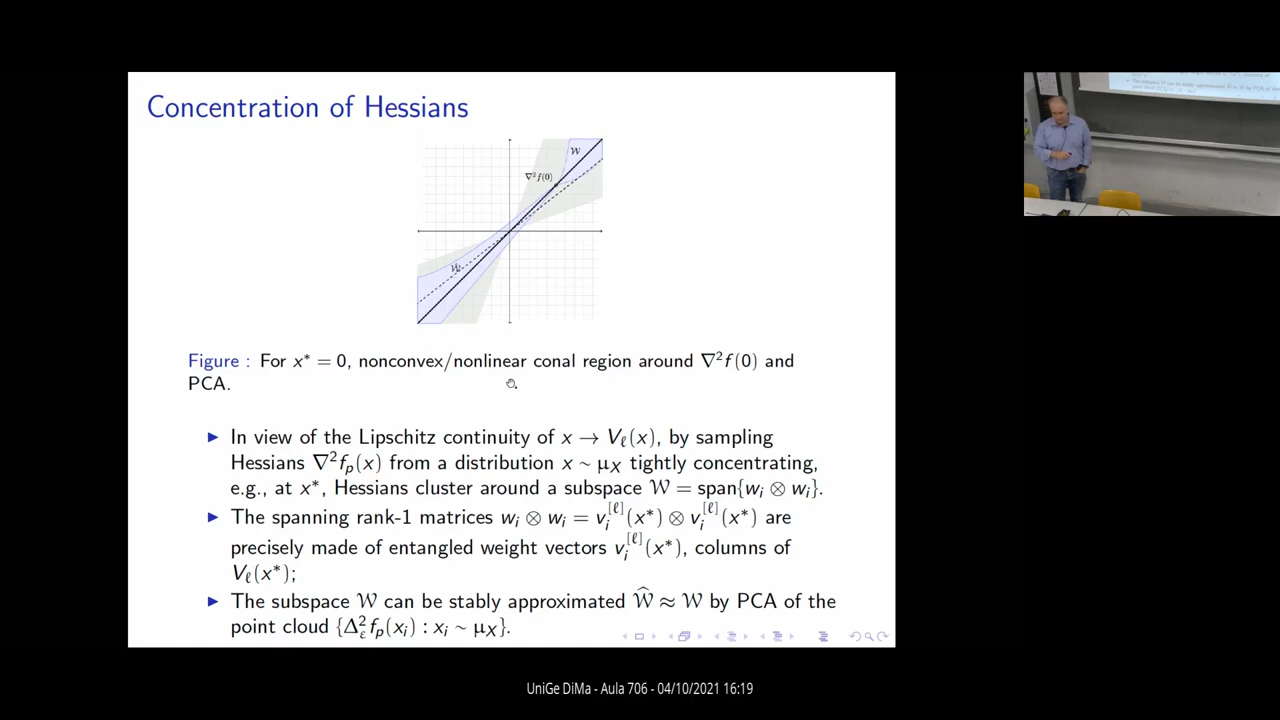 Concentration of Hessians
𝒲
∇²f(0)
𝒲̂
Figure : For x* = 0, nonconvex/nonlinear conal region around ∇²f(0) and
PCA.
▶ In view of the Lipschitz continuity of x → V_ℓ(x), by sampling
Hessians ∇²f_p(x) from a distribution x ~ μ_X tightly concentrating,
e.g., at x*, Hessians cluster around a subspace 𝒲 = span{w_i ⊗ w_i}.
▶ The spanning rank-1 matrices w_i ⊗ w_i = v_i^[ℓ](x*) ⊗ v_i^[ℓ](x*) are
precisely made of entangled weight vectors v_i^[ℓ](x*), columns of
V_ℓ(x*);
▶ The subspace 𝒲 can be stably approximated 𝒲̂ ≈ 𝒲 by PCA of the
point cloud {Δ_ε²f_p(x_i) : x_i ~ μ_X}.
UniGe DiMa - Aula 706 - 04/10/2021 16:19